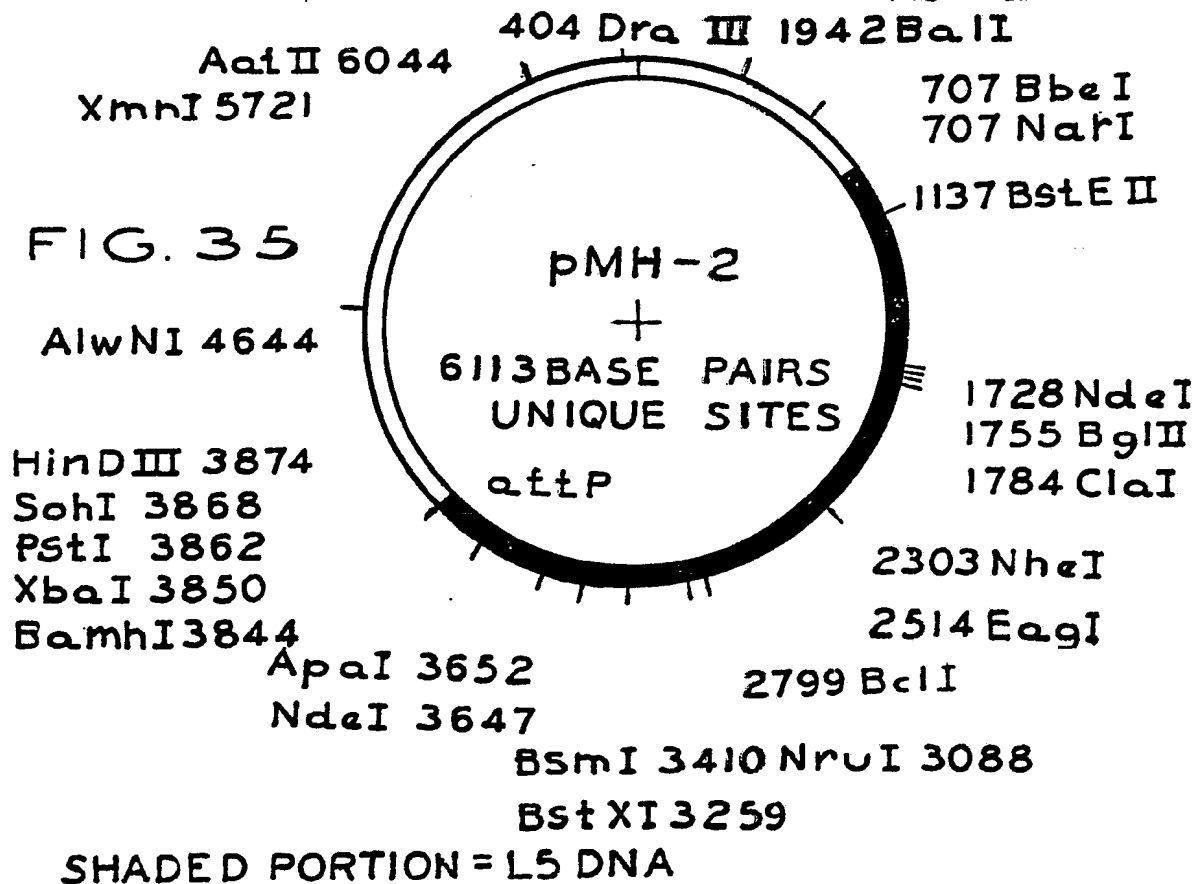 404 Dra III 1942 BalI
AatII 6044
XmnI 5721
707 BbeI
707 NarI
1137 BstEII
FIG. 35
pMH-2
AlwNI 4644
6113 BASE PAIRS
UNIQUE SITES
1728 NdeI
1755 BglII
1784 ClaI
attP
HinDIII 3874
SohI 3868
PStI 3862
XbaI 3850
BamhI 3844
2303 NheI
2514 EagI
2799 BclI
ApaI 3652
NdeI 3647
BsmI 3410 NruI 3088
BstXI 3259
SHADED PORTION = L5 DNA